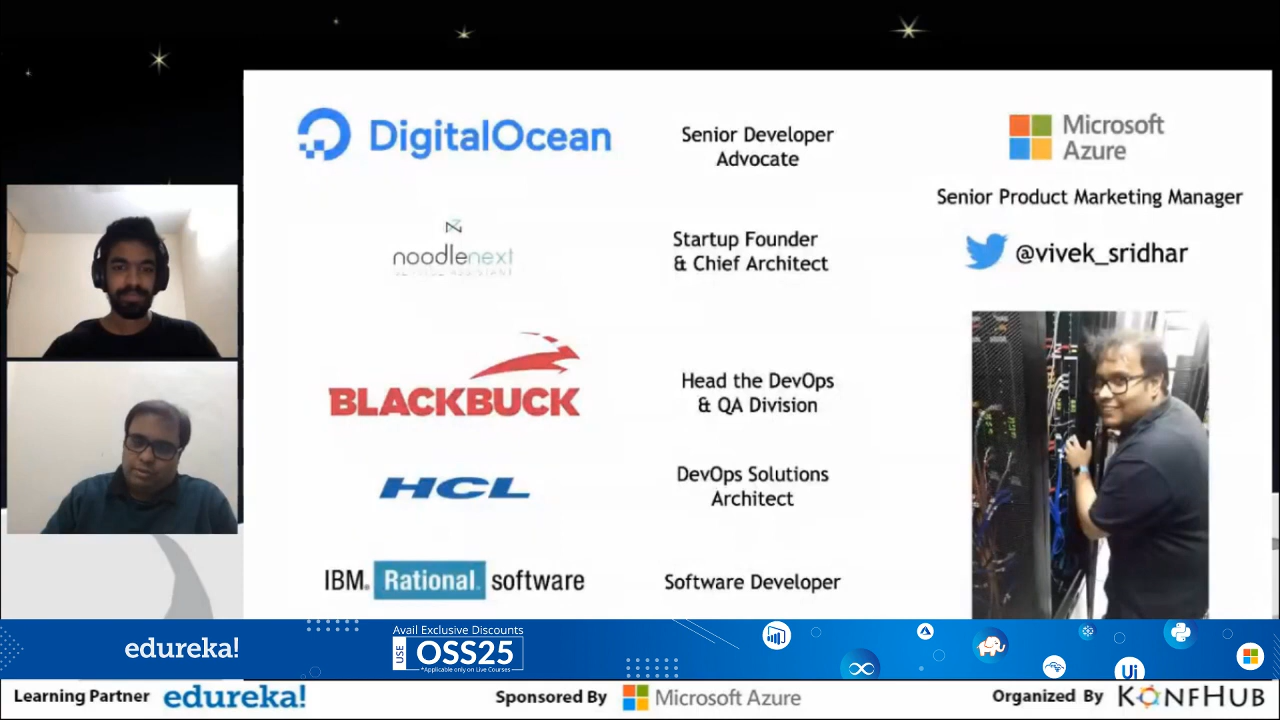 DigitalOcean
Senior Developer
Advocate
Microsoft
Azure
Senior Product Marketing Manager
@vivek_sridhar
noodlenext
Startup Founder
& Chief Architect
BLACKBUCK
Head the DevOps
& QA Division
HCL
DevOps Solutions
Architect
IBM® Rational® software
Software Developer
edureka!
Avail Exclusive Discounts
USE
OSS25
*Applicable only on Live Courses
Ui
Learning Partner edureka!
Sponsored By Microsoft Azure
Organized By KONFHUB